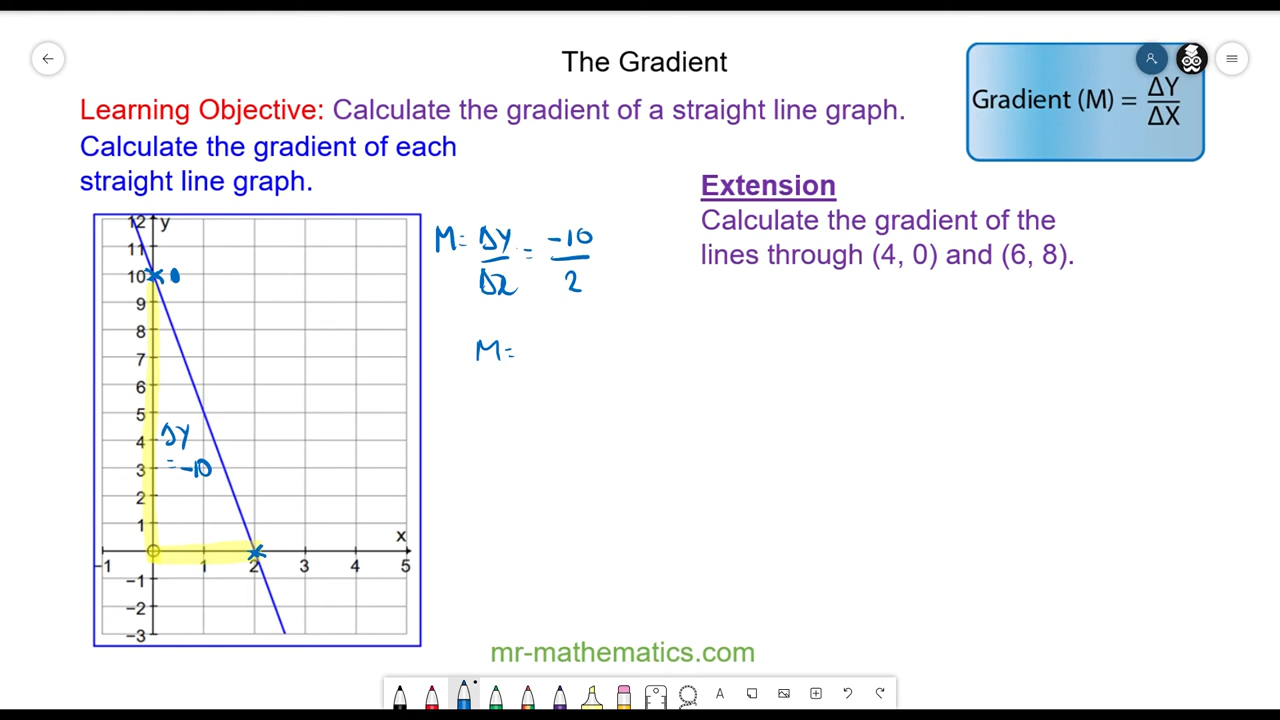 The Gradient
Learning Objective: Calculate the gradient of a straight line graph.
Gradient (M) = ΔY/ΔX
Calculate the gradient of each
straight line graph.
Extension
Calculate the gradient of the
lines through (4, 0) and (6, 8).
M= ΔY/ΔX = -10/2
M=
12 y
11
10
9
8
7
6
5
4
3
2
1
ΔY
= -10
x
-1 1 2 3 4 5
-1
-2
-3
mr-mathematics.com
A